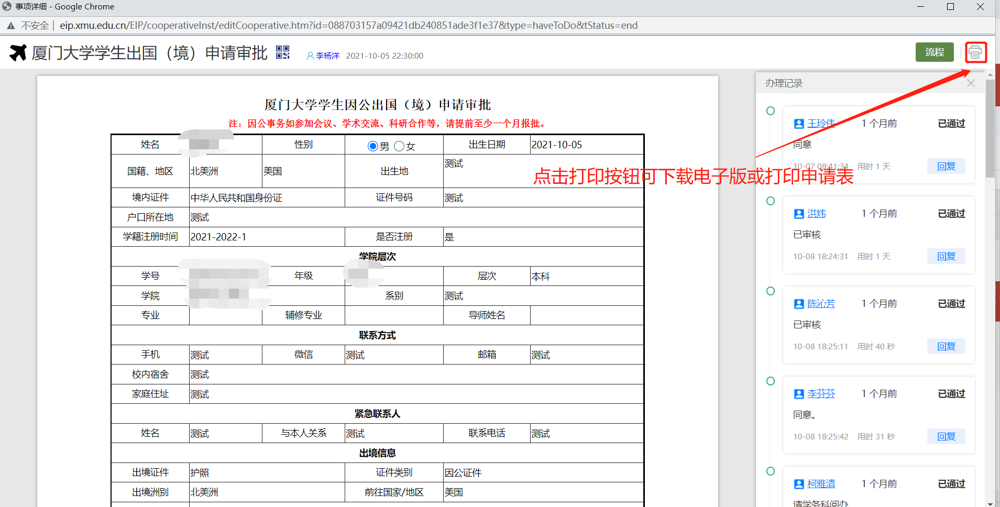 事项详细 - Google Chrome
不安全 | eip.xmu.edu.cn/EIP/cooperativeInst/editCooperative.htm?id=088703157a09421db240851ade3f1e37&type=haveToDo&tStatus=end
厦门大学学生出国（境）申请审批 李杨洋 2021-10-05 22:30:00 流程
厦门大学学生因公出国（境）申请审批
注：因公事务如参加会议、学术交流、科研合作等，请提前至少一个月报批。
姓名 性别 男 女 出生日期 2021-10-05
国籍、地区 北美洲 美国 出生地 测试
境内证件 中华人民共和国身份证 证件号码 测试
户口所在地 测试
学籍注册时间 2021-2022-1 是否注册 是
学院层次
学号 年级 层次 本科
学院 系别 测试
专业 辅修专业 导师姓名
联系方式
手机 测试 微信 测试 邮箱 测试
校内宿舍 测试
家庭住址 测试
紧急联系人
姓名 测试 与本人关系 测试 联系电话 测试
出境信息
出境证件 护照 证件类别 因公证件
出境洲别 北美洲 前往国家/地区 美国
点击打印按钮可下载电子版或打印申请表
办理记录
王玲佳 1 个月前 已通过
同意
10-07 08:41:34 用时 1 天 回复
洪炜 1 个月前 已通过
已审核
10-08 18:24:31 用时 1 天 回复
陈沁芳 1 个月前 已通过
已审核
10-08 18:25:11 用时 40 秒 回复
李芬芬 1 个月前 已通过
同意。
10-08 18:25:42 用时 31 秒 回复
柯雅清 1 个月前 已通过
请学务科阅办